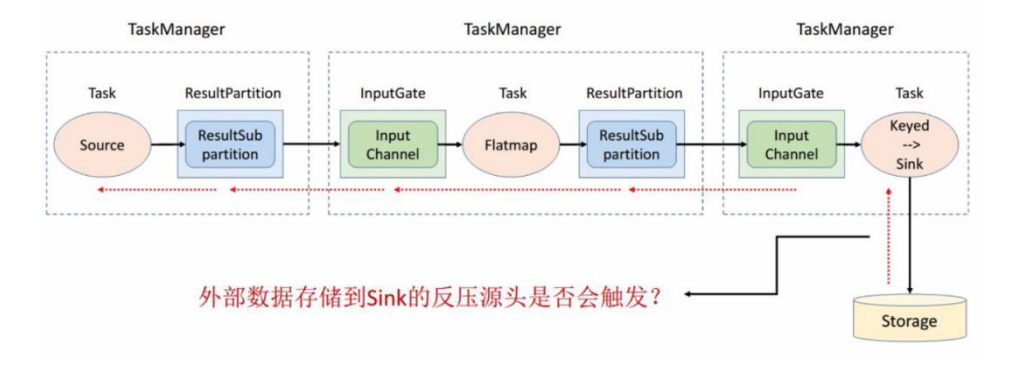 TaskManager
TaskManager
TaskManager
Task
ResultPartition
InputGate
Task
ResultPartition
InputGate
Task
Source
ResultSub
partition
Input
Channel
Flatmap
ResultSub
partition
Input
Channel
Keyed
-->
Sink
外部数据存储到Sink的反压源头是否会触发?
Storage